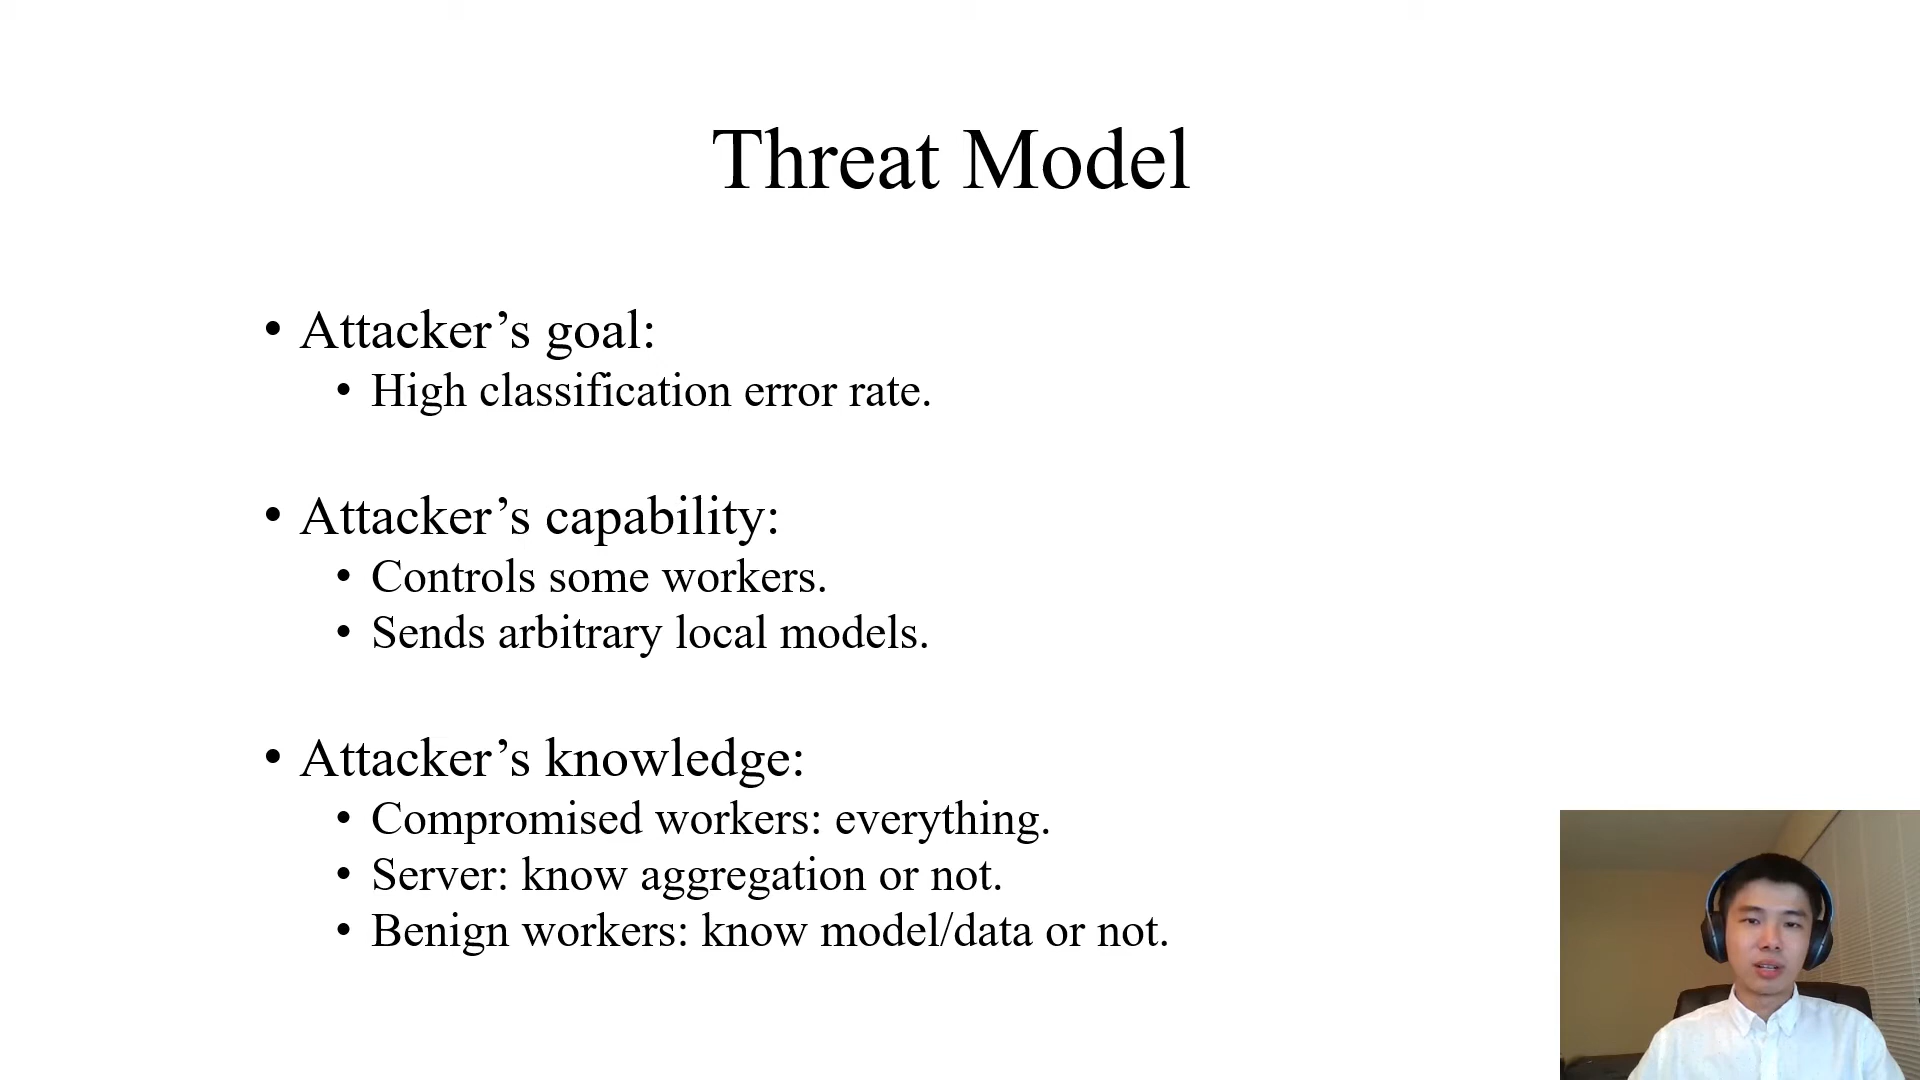 Threat Model
• Attacker’s goal:
• High classification error rate.
• Attacker’s capability:
• Controls some workers.
• Sends arbitrary local models.
• Attacker’s knowledge:
• Compromised workers: everything.
• Server: know aggregation or not.
• Benign workers: know model/data or not.